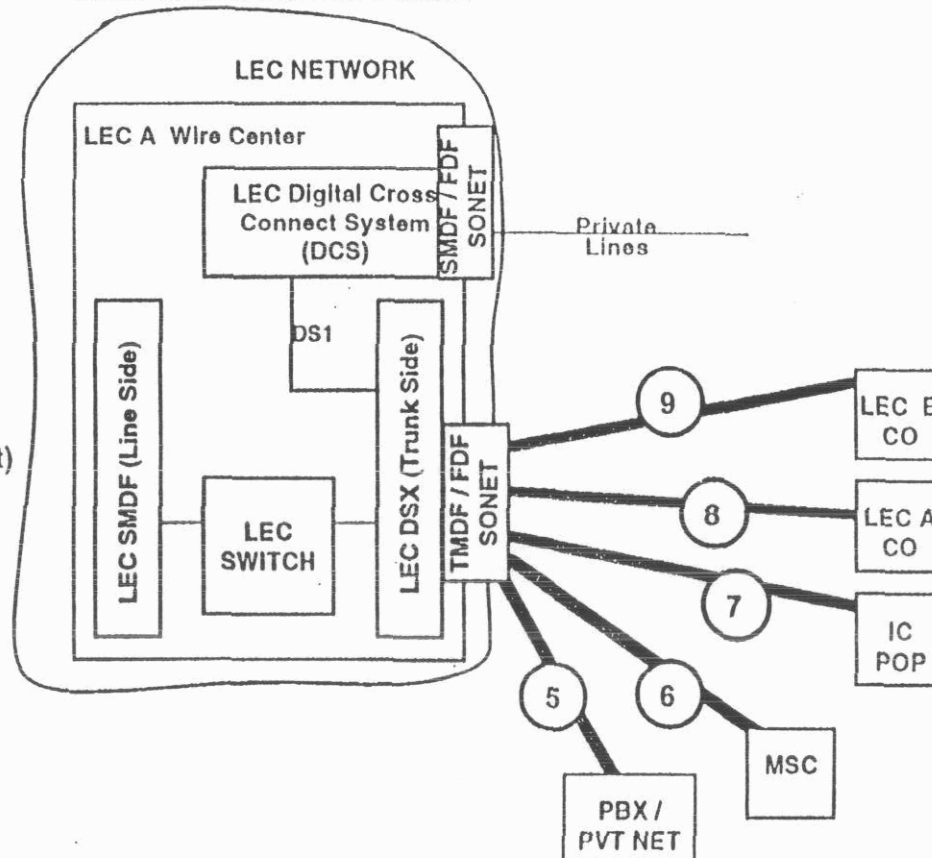 LEC NETWORK
LEC A Wire Center
LEC Digital Cross
Connect System
(DCS)
SMDF / FDF
SONET
Private
Lines
DS1
LEC SMDF (Line Side)
LEC
SWITCH
LEC DSX (Trunk Side)
TMDF / FDF
SONET
t)
9
LEC
CO
8
LEC A
CO
7
IC
POP
6
MSC
5
PBX /
PVT NET